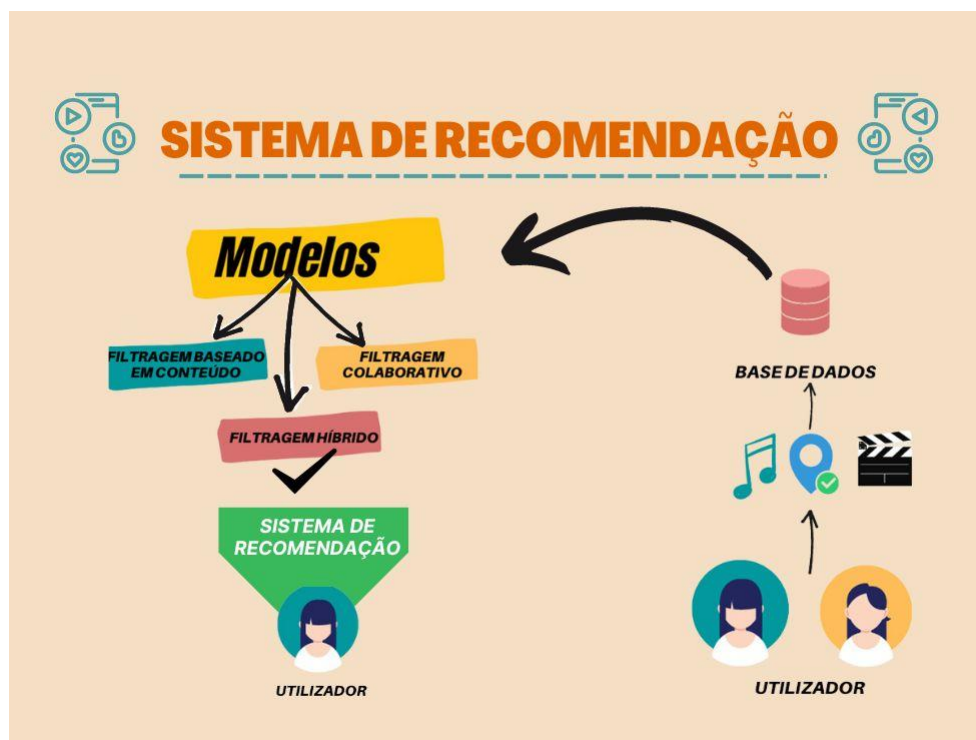 SISTEMA DE RECOMENDAÇÃO
Modelos
FILTRAGEM BASEADO
EM CONTEÚDO
FILTRAGEM
COLABORATIVO
FILTRAGEM HÍBRIDO
SISTEMA DE
RECOMENDAÇÃO
UTILIZADOR
BASE DE DADOS
UTILIZADOR